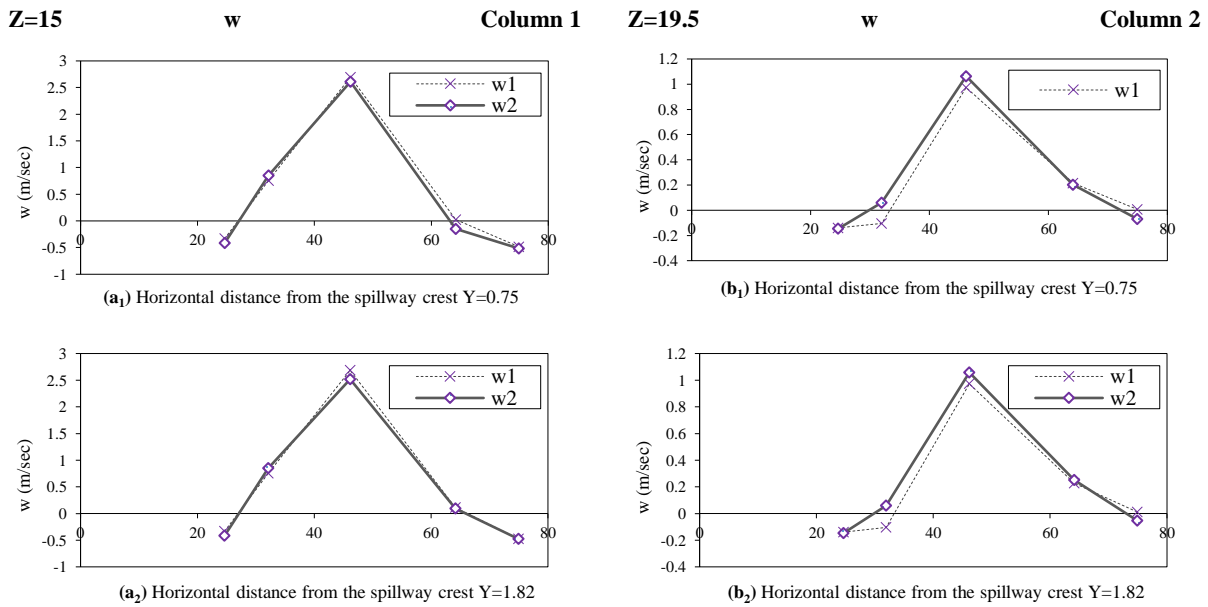 Z=15 w Column 1
Z=19.5 w Column 2
3
2.5
2
1.5
1
0.5
0
-0.5
-1
w (m/sec)
0 20 40 60 80
w1
w2
(a1) Horizontal distance from the spillway crest Y=0.75
1.2
1
0.8
0.6
0.4
0.2
0
-0.2
-0.4
w (m/sec)
0 20 40 60 80
w1
(b1) Horizontal distance from the spillway crest Y=0.75
3
2.5
2
1.5
1
0.5
0
-0.5
-1
w (m/sec)
0 20 40 60 80
w1
w2
(a2) Horizontal distance from the spillway crest Y=1.82
1.2
1
0.8
0.6
0.4
0.2
0
-0.2
-0.4
w (m/sec)
0 20 40 60 80
w1
w2
(b2) Horizontal distance from the spillway crest Y=1.82